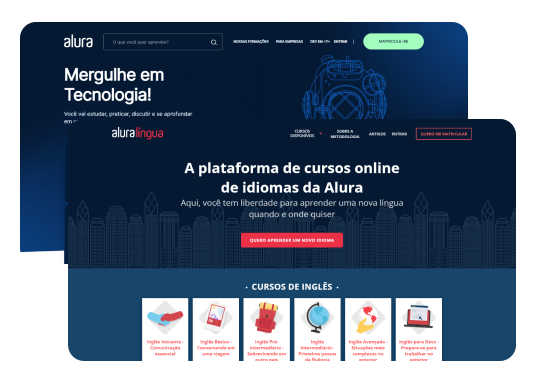 alura
O que você quer aprender?
NOSSAS FORMAÇÕES
PARA EMPRESAS
DEV EM <T>
ENTRAR
MATRICULE-SE
Mergulhe em
Tecnologia!
Você vai estudar, praticar, discutir e se aprofundar
aluralíngua
CURSOS
DISPONÍVEIS
SOBRE A
METODOLOGIA
ARTIGOS
ENTRAR
QUERO ME MATRICULAR
A plataforma de cursos online
de idiomas da Alura
Aqui, você tem liberdade para aprender uma nova língua
quando e onde quiser
QUERO APRENDER UM NOVO IDIOMA
· CURSOS DE INGLÊS ·
Inglês Iniciante -
Comunicação
essencial
Inglês Básico -
Conversando em
uma viagem
Inglês Pré-
Intermediário -
Sobrevivendo em
outro país
Inglês
Intermediário -
Primeiros passos
da fluência
Inglês Avançado -
Situações mais
complexas no
exterior
Inglês para Devs -
Prepare-se para
trabalhar no
exterior